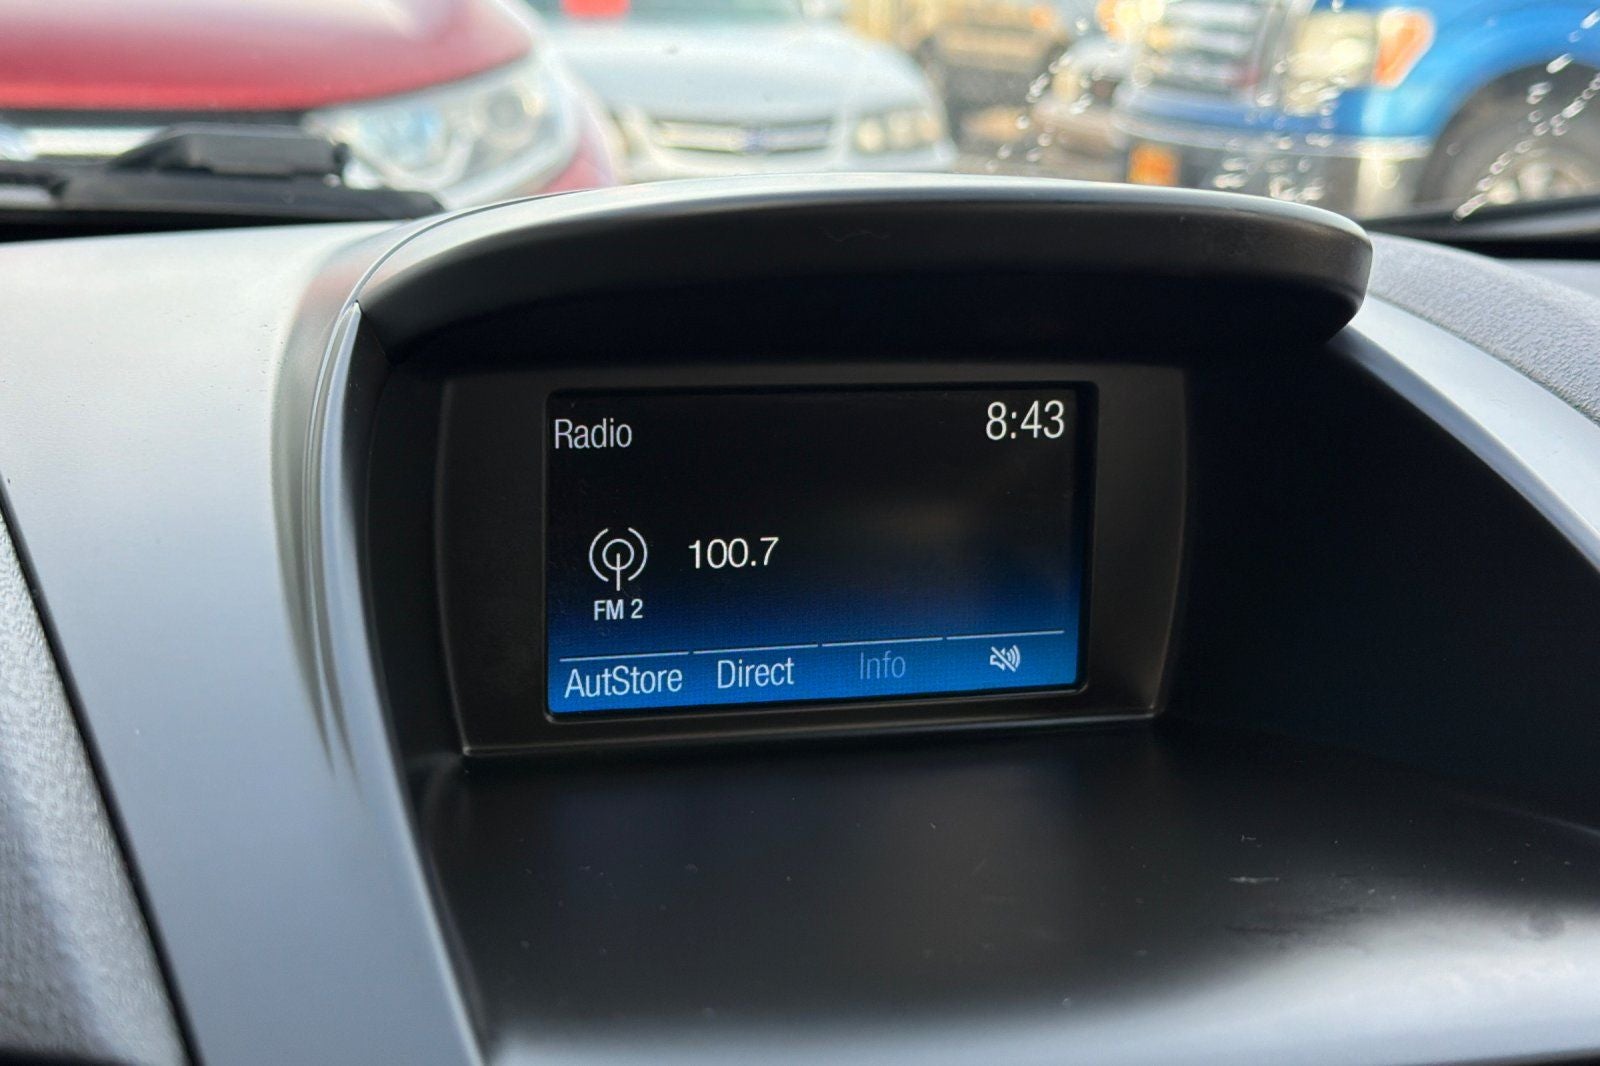 Radio
8:43
100.7
FM 2
AutStore
Direct
Info